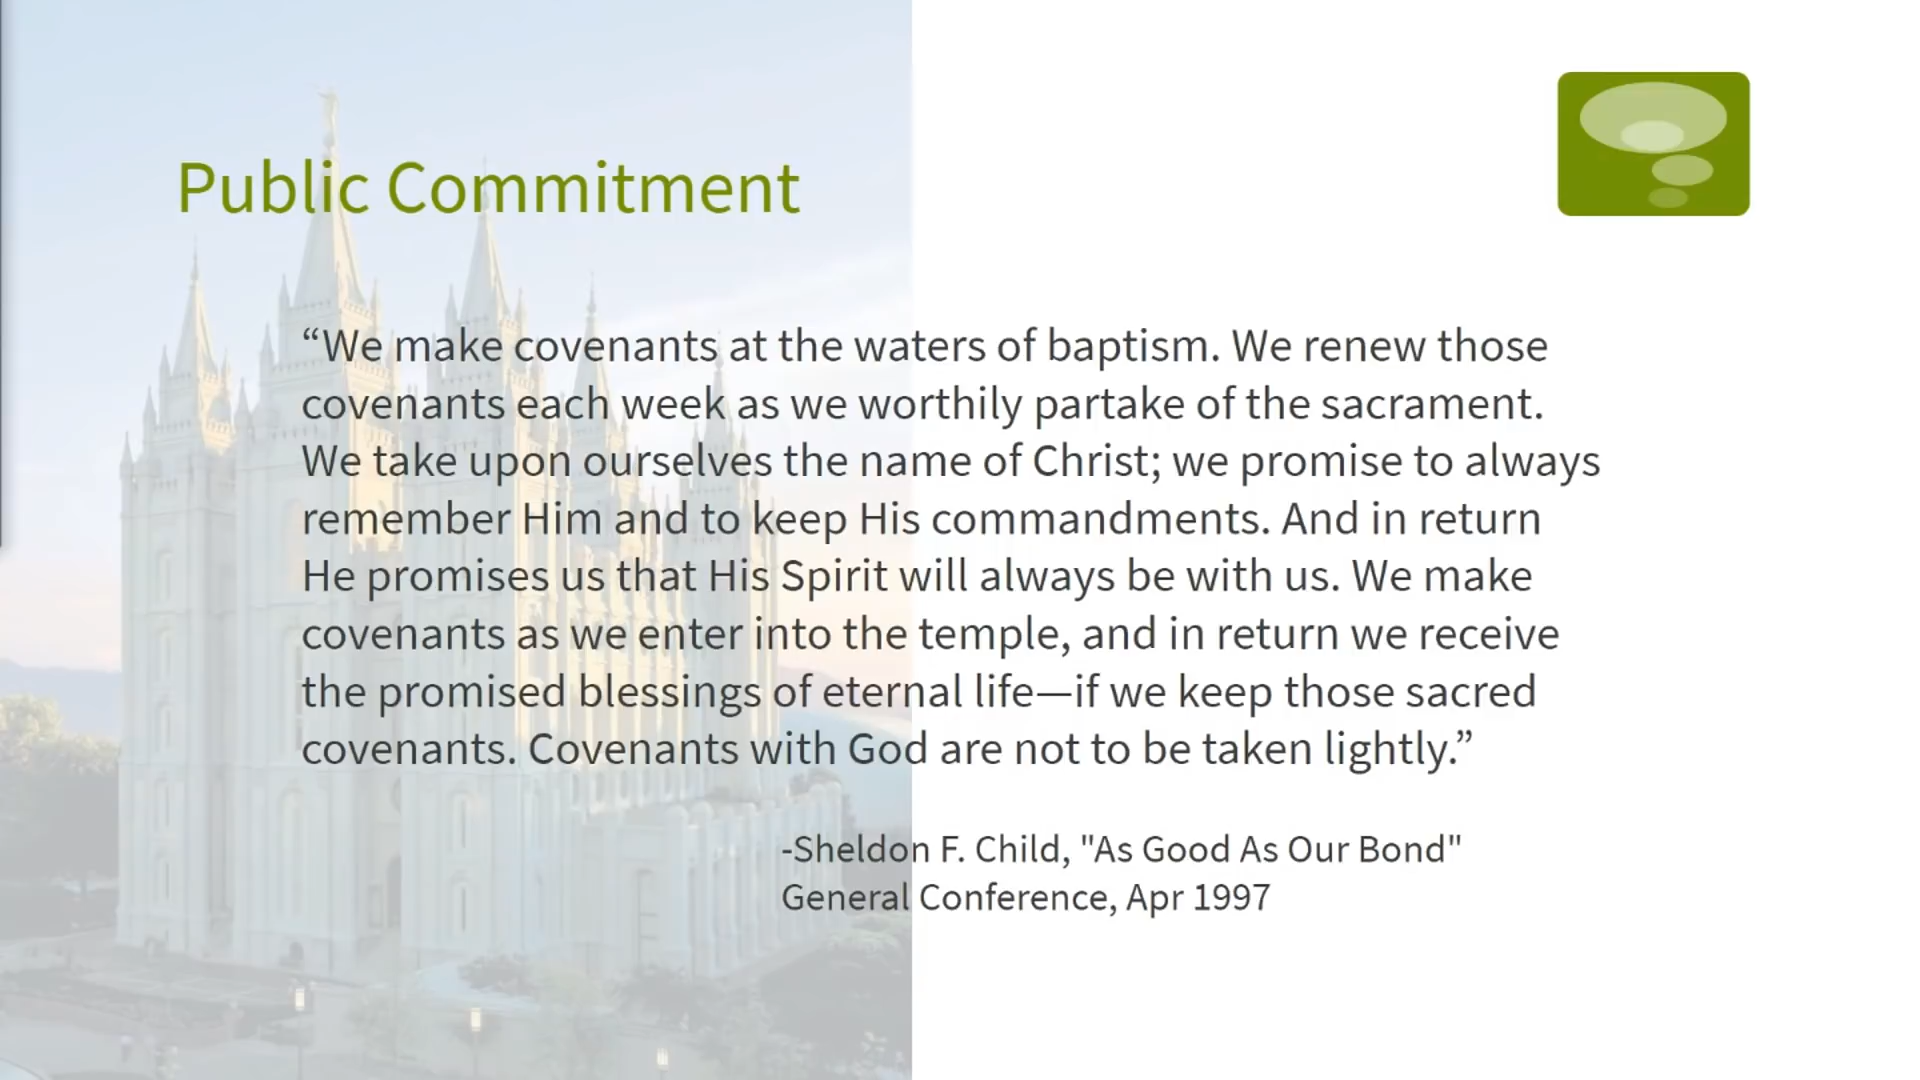 Public Commitment
“We make covenants at the waters of baptism. We renew those
covenants each week as we worthily partake of the sacrament.
We take upon ourselves the name of Christ; we promise to always
remember Him and to keep His commandments. And in return
He promises us that His Spirit will always be with us. We make
covenants as we enter into the temple, and in return we receive
the promised blessings of eternal life—if we keep those sacred
covenants. Covenants with God are not to be taken lightly.”
-Sheldon F. Child, "As Good As Our Bond"
General Conference, Apr 1997